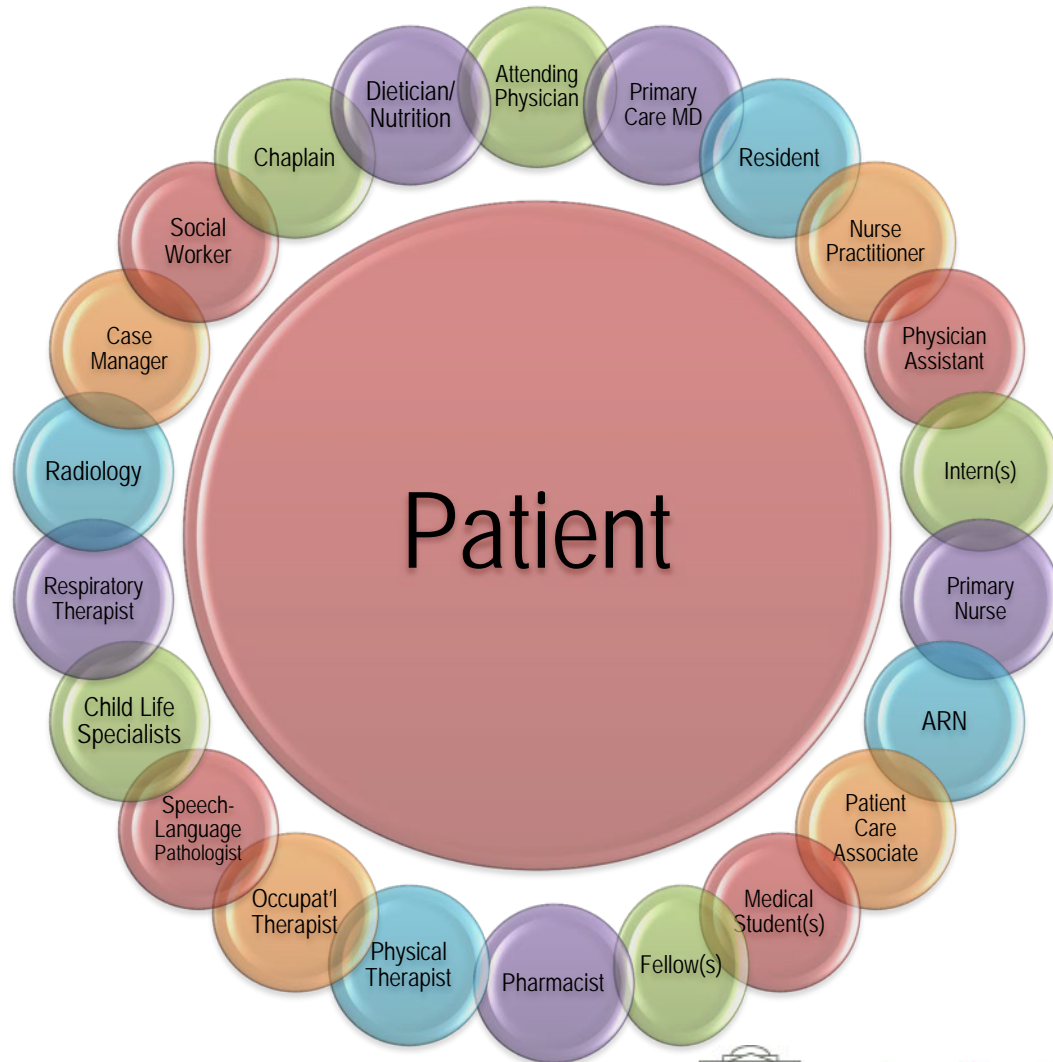 Attending
Physician
Primary
Care MD
Resident
Nurse
Practitioner
Physician
Assistant
Intern(s)
Primary
Nurse
ARN
Patient
Care
Associate
Medical
Student(s)
Fellow(s)
Pharmacist
Physical
Therapist
Occupat'l
Therapist
Speech-
Language
Pathologist
Child Life
Specialists
Respiratory
Therapist
Radiology
Case
Manager
Social
Worker
Chaplain
Dietician/
Nutrition
Patient